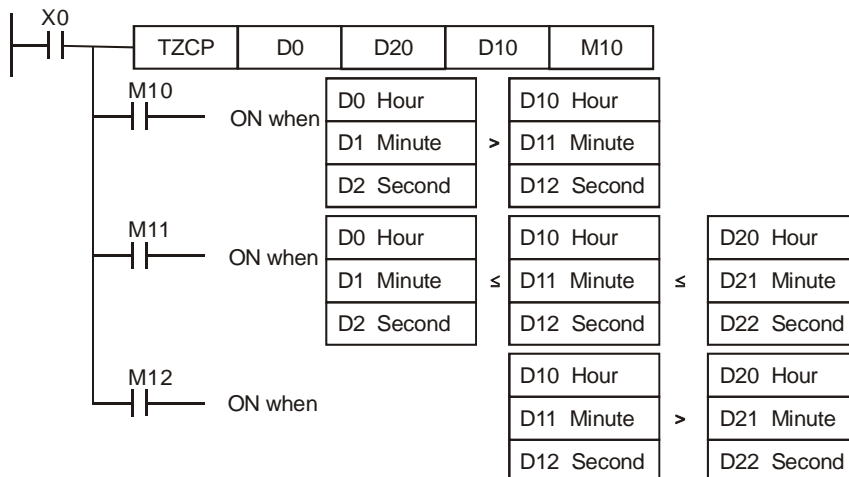 X0
TZCP D0 D20 D10 M10
M10
ON when
D0 Hour
D1 Minute
D2 Second
>
D10 Hour
D11 Minute
D12 Second
M11
ON when
D0 Hour
D1 Minute
D2 Second
≤
D10 Hour
D11 Minute
D12 Second
≤
D20 Hour
D21 Minute
D22 Second
M12
ON when
D10 Hour
D11 Minute
D12 Second
>
D20 Hour
D21 Minute
D22 Second